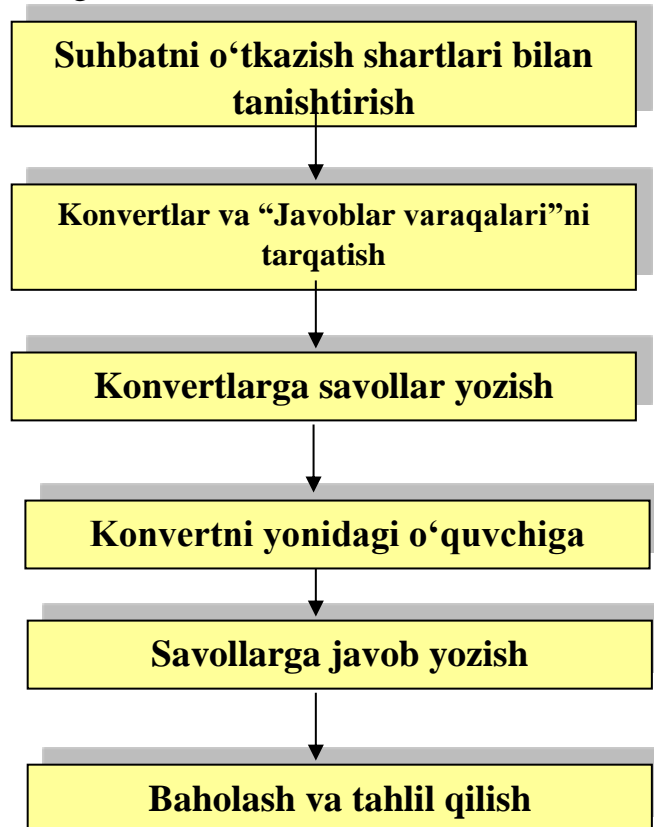 Suhbatni o‘tkazish shartlari bilan
tanishtirish
Konvertlar va “Javoblar varaqalari”ni
tarqatish
Konvertlarga savollar yozish
Konvertni yonidagi o‘quvchiga
Savollarga javob yozish
Baholash va tahlil qilish